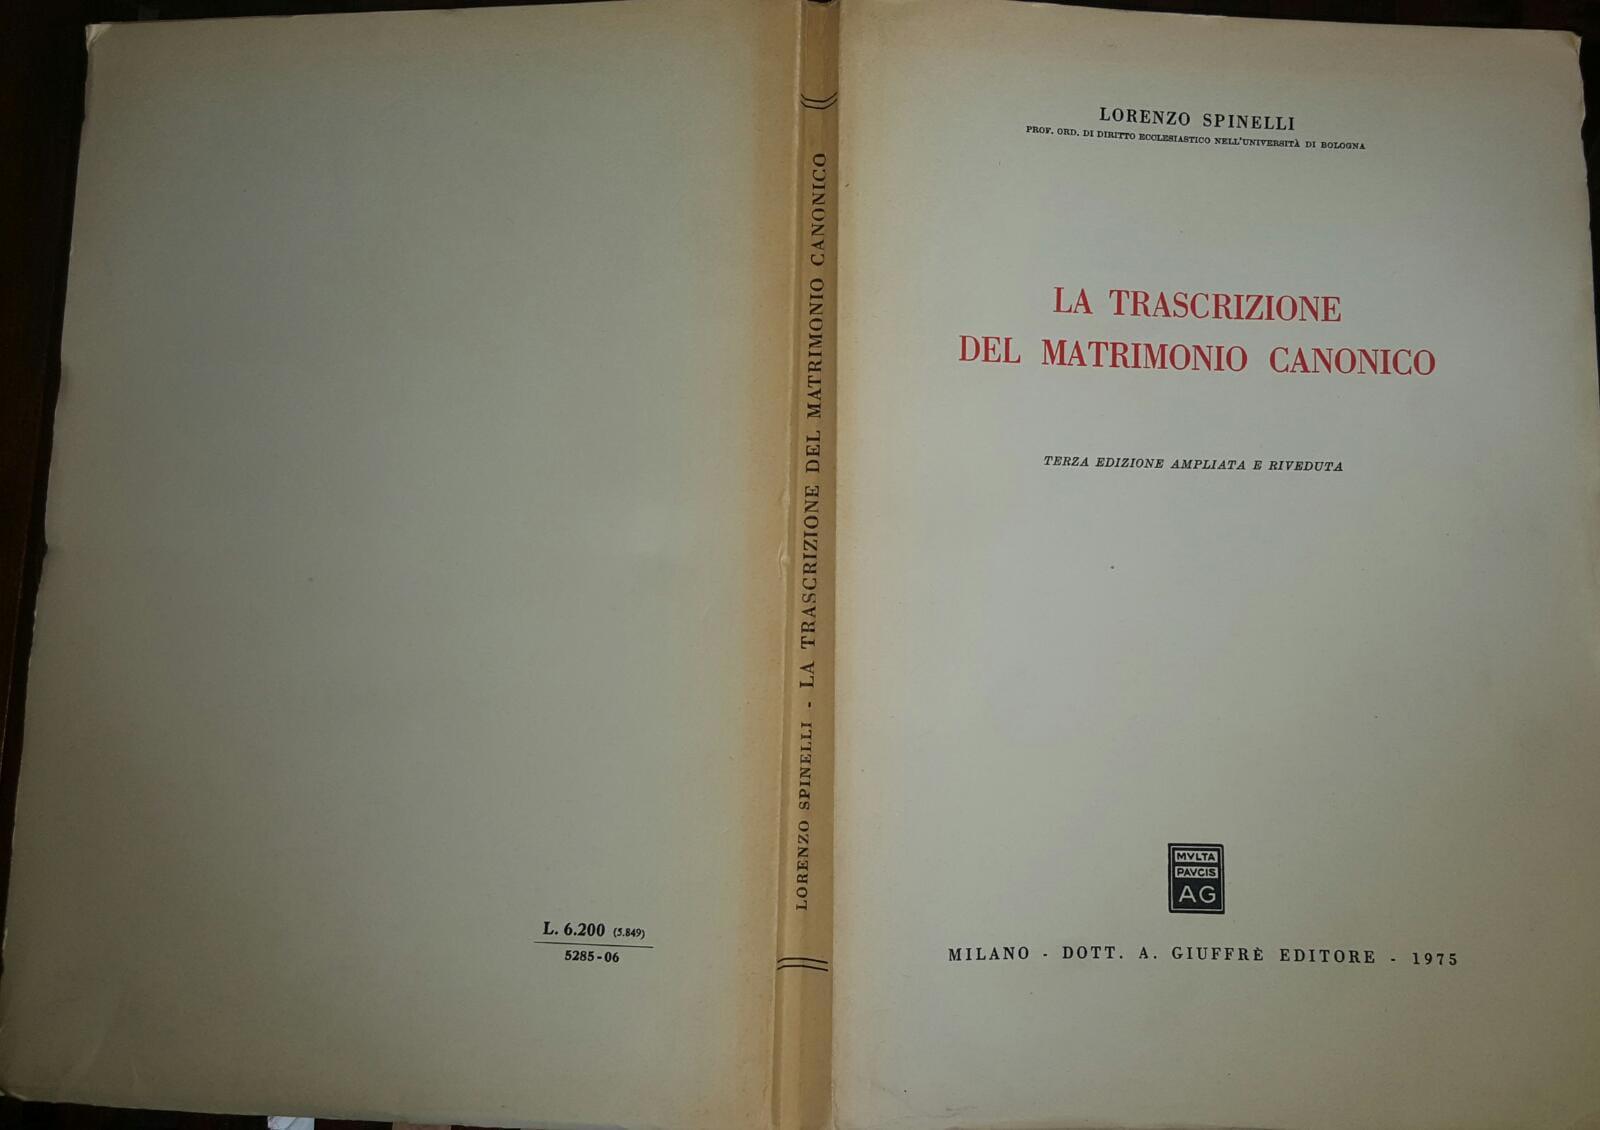 L. 6.200 (5.849)
5285-06
LORENZO SPINELLI - LA TRASCRIZIONE DEL MATRIMONIO CANONICO
LORENZO SPINELLI
PROF. ORD. DI DIRITTO ECCLESIASTICO NELL'UNIVERSITÀ DI BOLOGNA
LA TRASCRIZIONE
DEL MATRIMONIO CANONICO
TERZA EDIZIONE AMPLIATA E RIVEDUTA
MVLTA
PAVCIS
AG
MILANO - DOTT. A. GIUFFRÈ EDITORE - 1975